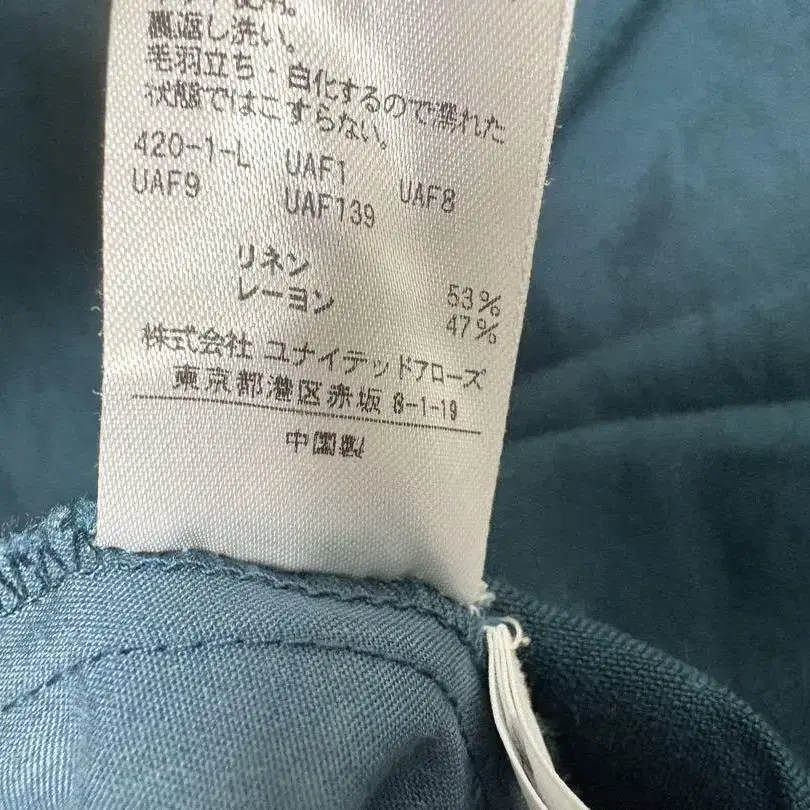 使用。
裏返し洗い。
毛羽立ち・白化するので濡れた
状態ではこすらない。
420-1-L UAF1 UAF8
UAF9 UAF139
リネン 53%
レーヨン 47%
株式会社 ユナイテッドアローズ
東京都港区赤坂 8-1-19
中国製